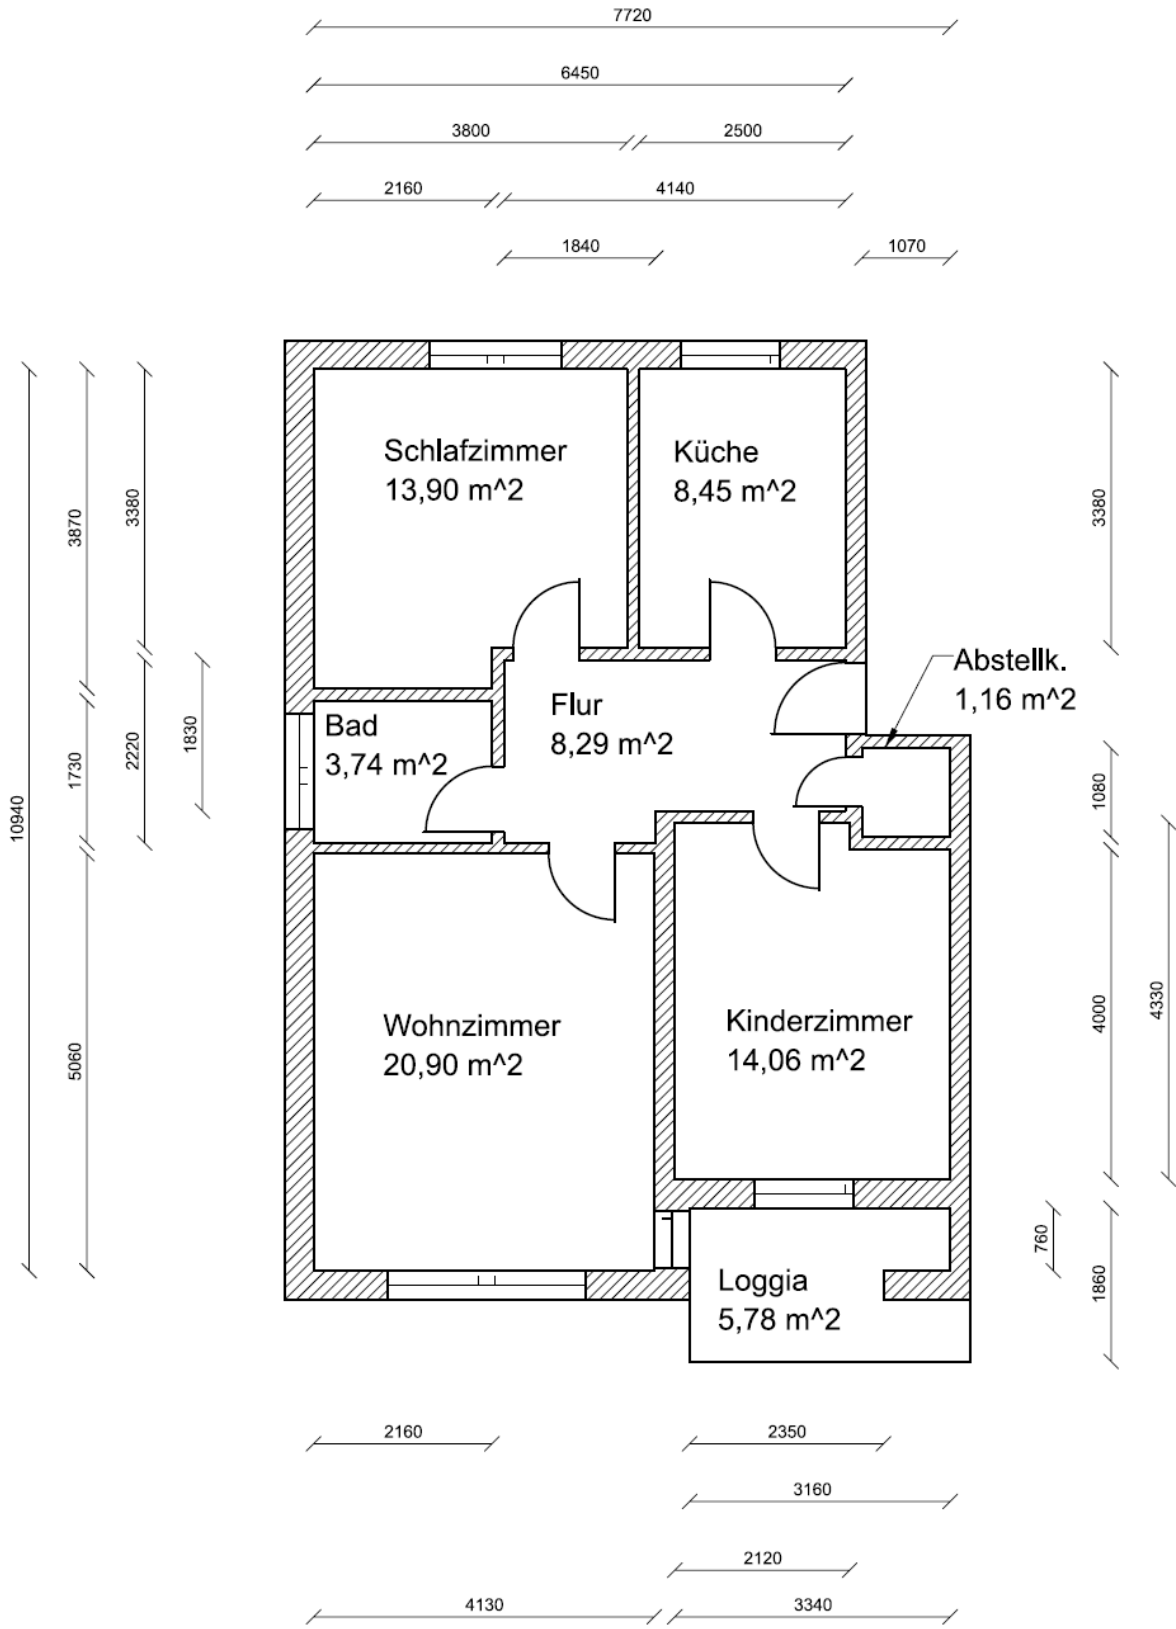 7720
6450
3800
2500
2160
4140
1840
1070
10940
3870
1730
5060
3380
2220
1830
Schlafzimmer
13,90 m^2
Küche
8,45 m^2
Flur
8,29 m^2
Abstellk.
1,16 m^2
Bad
3,74 m^2
Wohnzimmer
20,90 m^2
Kinderzimmer
14,06 m^2
Loggia
5,78 m^2
3380
1080
4000
4330
760
1860
2160
2350
3160
2120
4130
3340